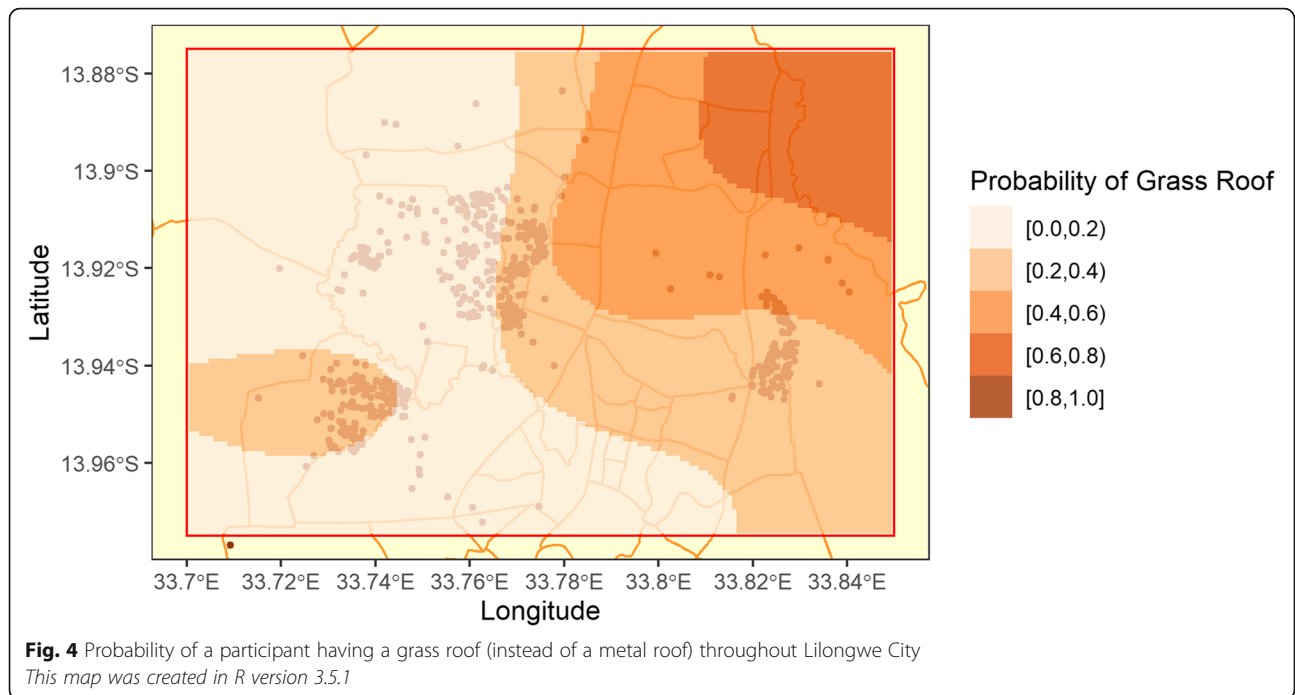 13.88°S
13.9°S
13.92°S
13.94°S
13.96°S
Latitude
33.7°E 33.72°E 33.74°E 33.76°E 33.78°E 33.8°E 33.82°E 33.84°E
Longitude
Probability of Grass Roof
[0.0,0.2)
[0.2,0.4)
[0.4,0.6)
[0.6,0.8)
[0.8,1.0]
Fig. 4 Probability of a participant having a grass roof (instead of a metal roof) throughout Lilongwe City
This map was created in R version 3.5.1